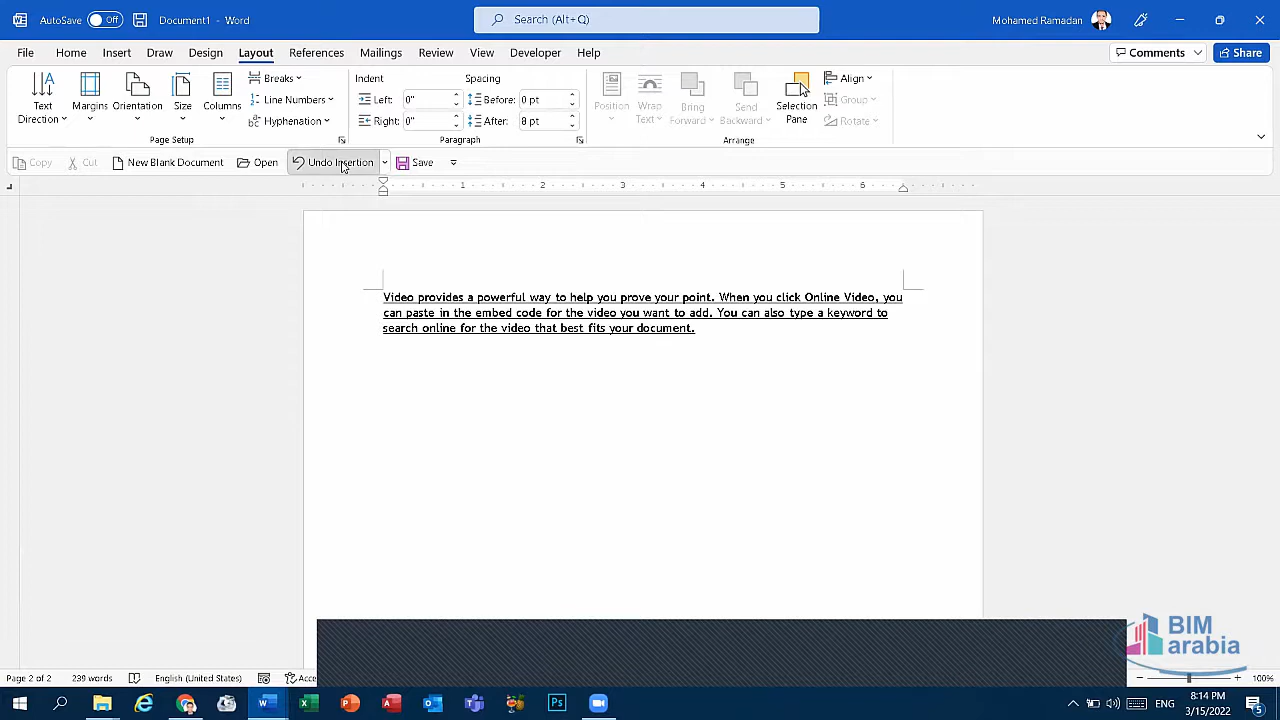 AutoSave Off Document1 - Word Search (Alt+Q) Mohamed Ramadan
File Home Insert Draw Design Layout References Mailings Review View Developer Help Comments Share
Text Direction
Margins
Orientation
Size
Columns
Breaks
Line Numbers
Hyphenation
Page Setup
Indent
Left: 0"
Right: 0"
Spacing
Before: 0 pt
After: 8 pt
Paragraph
Position
Wrap Text
Bring Forward
Send Backward
Selection Pane
Align
Group
Rotate
Arrange
Copy Cut New Blank Document Open Undo Insertion Save
1 2 3 4 5 6
Video provides a powerful way to help you prove your point. When you click Online Video, you
can paste in the embed code for the video you want to add. You can also type a keyword to
search online for the video that best fits your document.
BIM
arabia
Page 2 of 2 239 words English (United States) 100%
ENG
8:14 PM
3/15/2022
5